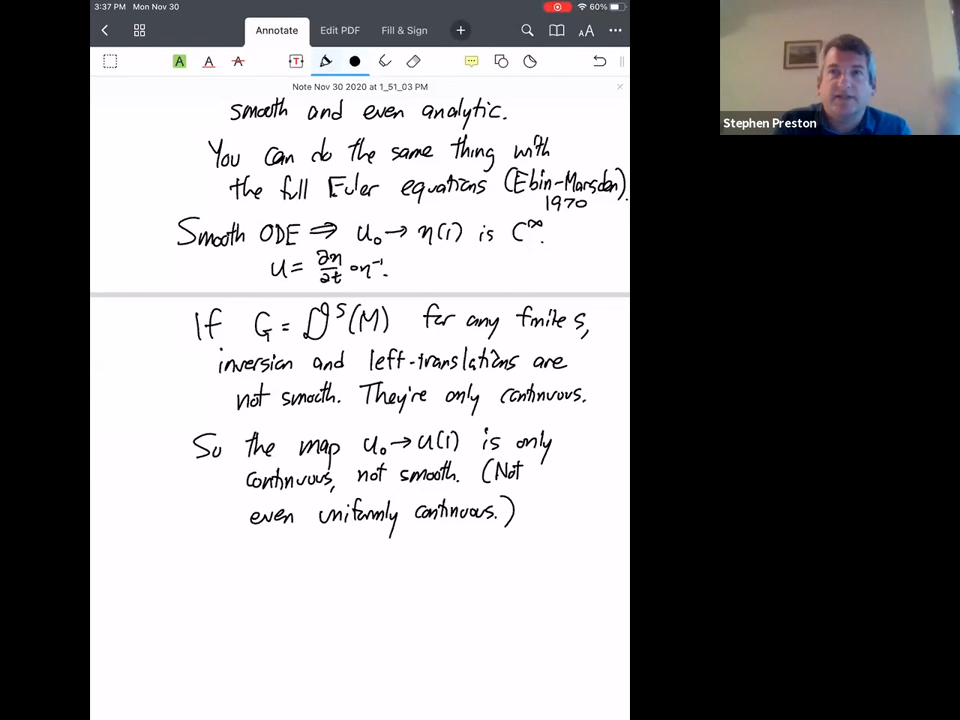 3:37 PM Mon Nov 30
60%
Annotate
Edit PDF
Fill & Sign
AA
A
A
A
T
Note Nov 30 2020 at 1_51_03 PM
Stephen Preston
smooth and even analytic.
You can do the same thing with
the full Euler equations (Ebin-Marsden).
1970
Smooth ODE ⇒ u₀ → η(1) is C^∞.
u = ∂η/∂t ∘ η⁻¹.
If G = 𝒟^s(M) for any finite s,
inversion and left-translations are
not smooth. They're only continuous.
So the map u₀ → u(1) is only
continuous, not smooth. (Not
even uniformly continuous.)